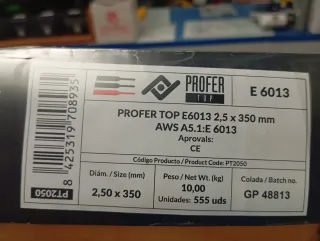 PROFER
TOP
E 6013
PROFER TOP E6013 2,5 x 350 mm
AWS A5.1:E 6013
Aprovals:
CE
Código Producto / Product Code: PT2050
Diám. / Size (mm)
2,50 x 350
Peso / Net Wt. (kg)
10,00
Unidades: 555 uds
Colada / Batch no.
GP 48813
8 425319 708935
PT2050